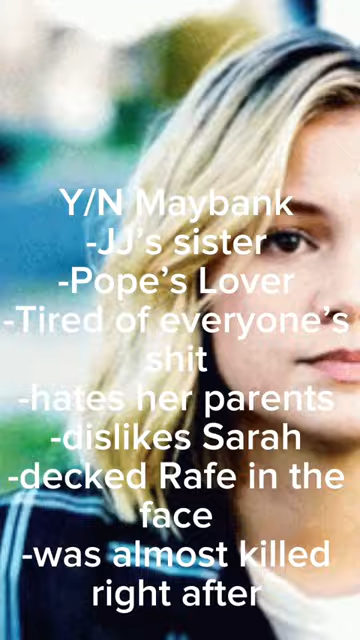 Y/N Maybank
-JJ's sister
-Pope's Lover
-Tired of everyone's
shit
-hates her parents
-dislikes Sarah
-decked Rafe in the
face
-was almost killed
right after